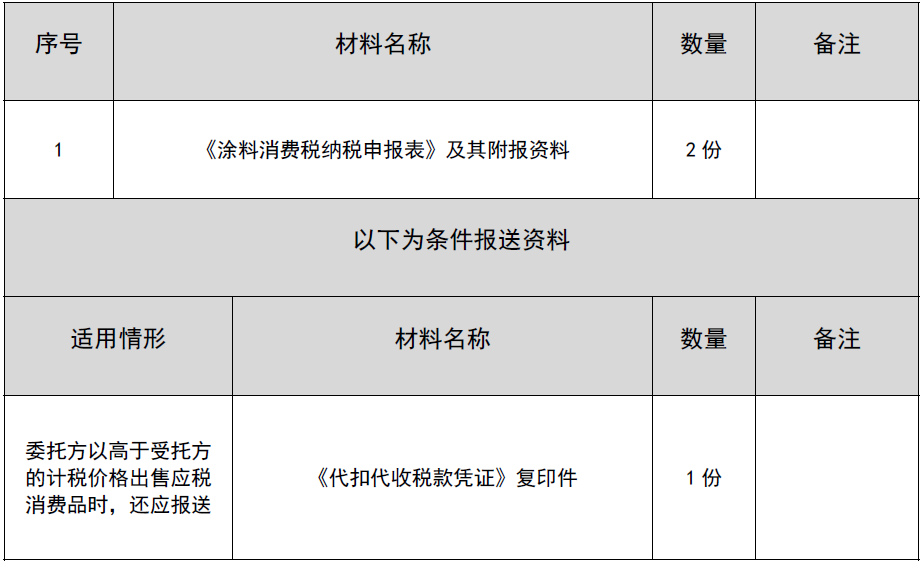 序号 材料名称 数量 备注
1 《涂料消费税纳税申报表》及其附报资料 2 份
以下为条件报送资料
适用情形 材料名称 数量 备注
委托方以高于受托方
的计税价格出售应税
消费品时，还应报送
《代扣代收税款凭证》复印件 1 份